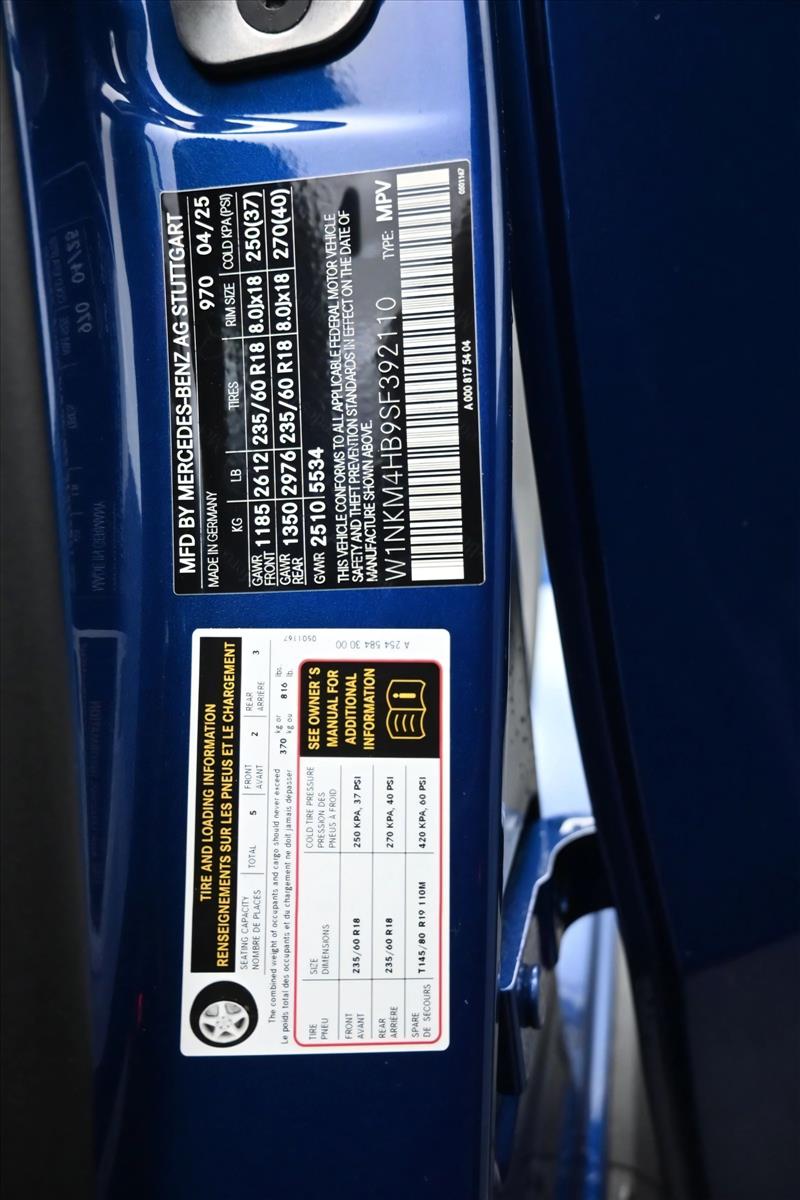 MFD BY MERCEDES-BENZ AG STUTTGART
MADE IN GERMANY 970 04/25
KG LB TIRES RIM SIZE COLD KPA(PSI)
GAWR FRONT 1185 2612 235/60 R18 8.0Jx18 250(37)
GAWR REAR 1350 2976 235/60 R18 8.0Jx18 270(40)
GVWR 2510 5534
THIS VEHICLE CONFORMS TO ALL APPLICABLE FEDERAL MOTOR VEHICLE
SAFETY AND THEFT PREVENTION STANDARDS IN EFFECT ON THE DATE OF
MANUFACTURE SHOWN ABOVE.
W1NKM4HB9SF392110 TYPE: MPV
A 000 817 54 04 0501167
TIRE AND LOADING INFORMATION
RENSEIGNEMENTS SUR LES PNEUS ET LE CHARGEMENT
SEATING CAPACITY
NOMBRE DE PLACES
TOTAL 5
FRONT
AVANT
2
REAR
ARRIÈRE
3
The combined weight of occupants and cargo should never exceed 370 kg or 816 lbs.
Le poids total des occupants et du chargement ne doit jamais dépasser 370 kg ou 816 lb.
TIRE
PNEU
SIZE
DIMENSIONS
COLD TIRE PRESSURE
PRESSION DES
PNEUS À FROID
FRONT
AVANT
235/60 R18
250 KPA, 37 PSI
REAR
ARRIÈRE
235/60 R18
270 KPA, 40 PSI
SPARE
DE SECOURS
T145/80 R19 110M
420 KPA, 60 PSI
SEE OWNER'S
MANUAL FOR
ADDITIONAL
INFORMATION
0501167
A 254 584 30 00